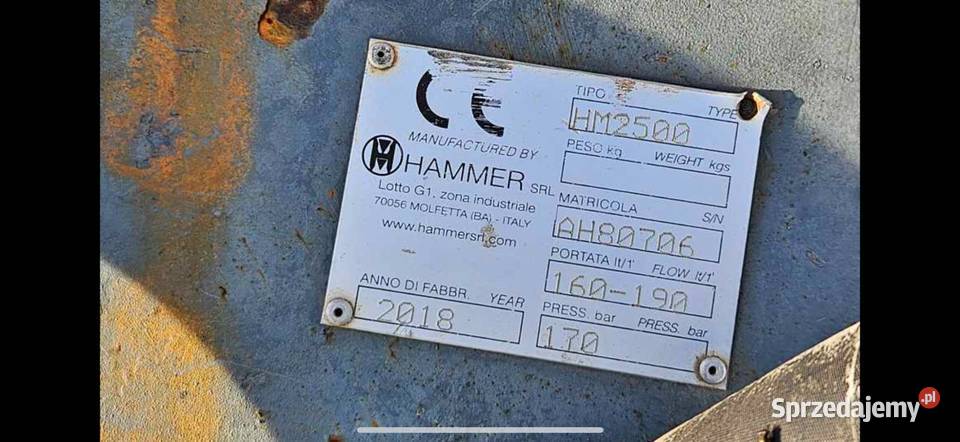 CE
MANUFACTURED BY
HAMMER SRL
Lotto G1, zona industriale
70056 MOLFETTA (BA) - ITALY
www.hammersrl.com
ANNO DI FABBR. YEAR
2018
TIPO TYPE
HM2500
PESO kg WEIGHT kgs
MATRICOLA S/N
AH80706
PORTATA lt/1' FLOW lt/1'
160-190
PRESS. bar PRESS. bar
170
Sprzedajemy.pl